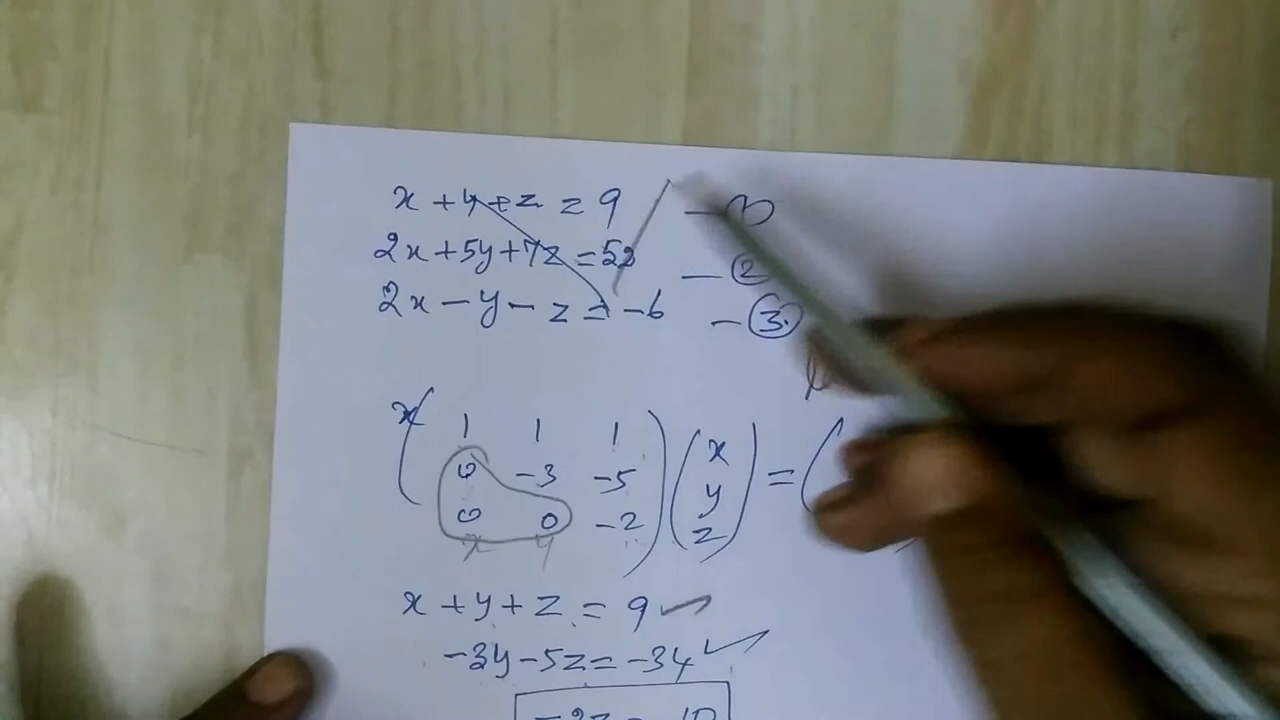 x + y + z = 9 - 1
2x + 5y + 7z = 52 - 2
2x - y - z = -6 - 3.
x ( 1 1 1
0 -3 -5
0 0 -2 ) ( x y z ) = (
x y
x + y + z = 9 ✓
-3y - 5z = -34 ✓